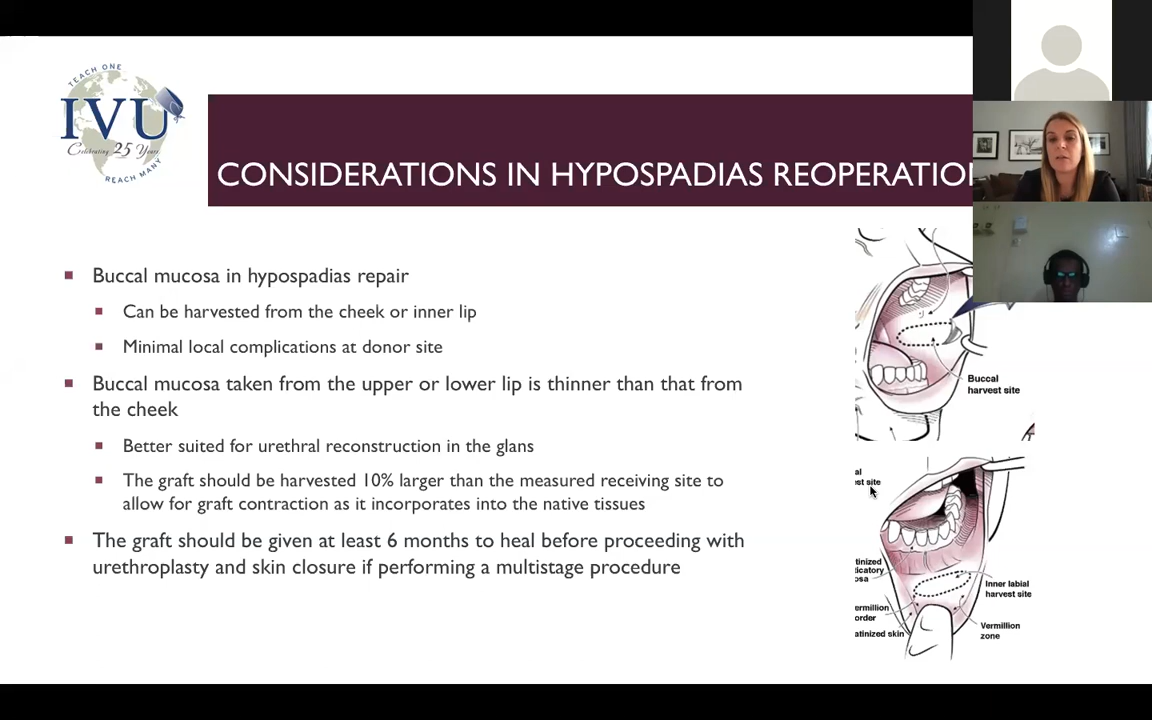 TEACH ONE
IVU
Celebrating 25 Years
REACH MANY
CONSIDERATIONS IN HYPOSPADIAS REOPERATIO
Buccal mucosa in hypospadias repair
Can be harvested from the cheek or inner lip
Minimal local complications at donor site
Buccal mucosa taken from the upper or lower lip is thinner than that from
the cheek
Better suited for urethral reconstruction in the glans
The graft should be harvested 10% larger than the measured receiving site to
allow for graft contraction as it incorporates into the native tissues
The graft should be given at least 6 months to heal before proceeding with
urethroplasty and skin closure if performing a multistage procedure
Buccal
harvest site
al
est site
tinized
ticatory
osa
ermillion
order
atinized skin
Inner labial
harvest site
Vermillion
zone